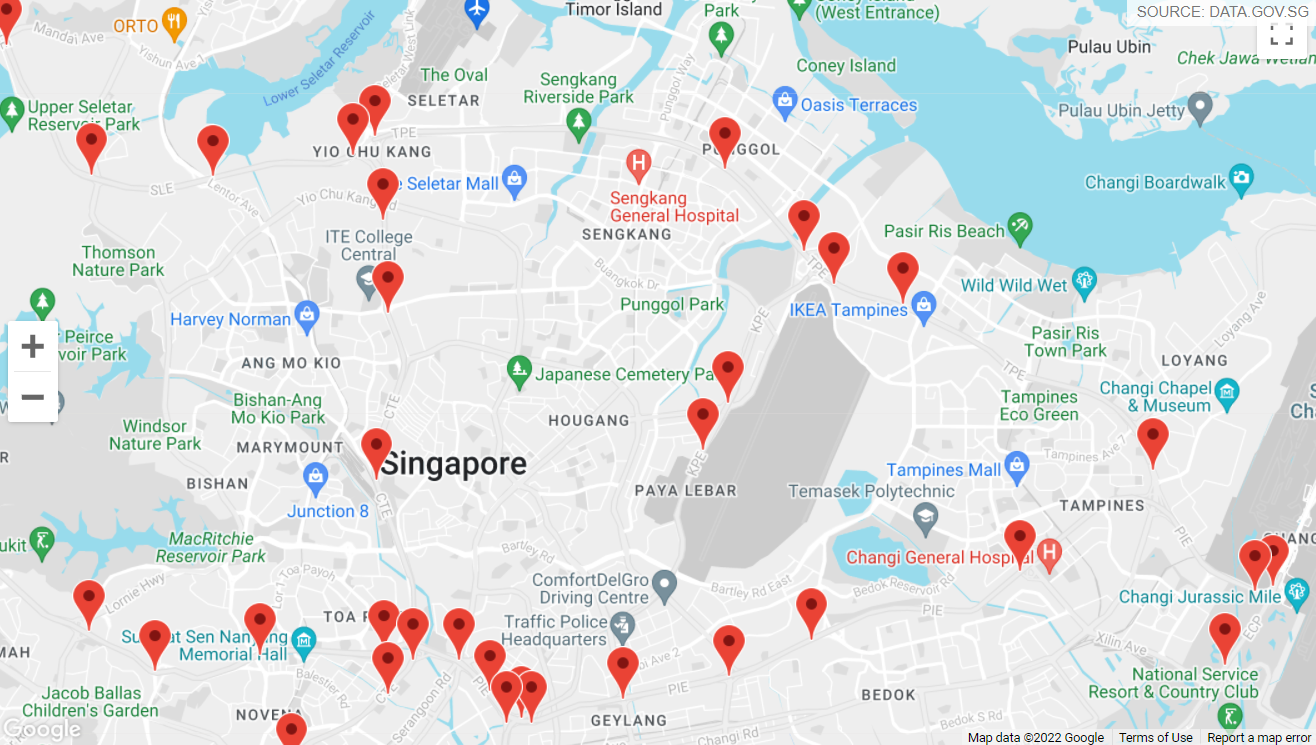 SOURCE: DATA.GOV.SG
Timor Island
Park
Coney Island
(West Entrance)
ORTO
Mandai Ave
Yishun Ave 1
Lower Seletar Reservoir
Seletar West Link
Pulau Ubin
Chek Jawa Wetlan
Coney Island
The Oval
SELETAR
Sengkang
Riverside Park
Punggol Way
Oasis Terraces
Pulau Ubin Jetty
Upper Seletar
Reservoir Park
TPE
YIO CHU KANG
PUNGGOL
SLE
Lentor Ave
Yio Chu Kang Rd
e Seletar Mall
Sengkang
General Hospital
SENGKANG
Changi Boardwalk
Pasir Ris Beach
ITE College
Central
Thomson
Nature Park
Buangkok Dr
TPE
Wild Wild Wet
Punggol Park
IKEA Tampines
Harvey Norman
KPE
Loyang Ave
Peirce
voir Park
ANG MO KIO
Pasir Ris
Town Park
LOYANG
TPE
Japanese Cemetery Pa
Changi Chapel
& Museum
S
Ch
Bishan-Ang
Mo Kio Park
CTE
Tampines
Eco Green
Windsor
Nature Park
HOUGANG
MARYMOUNT
Tampines Ave 7
R
Singapore
KPE
BISHAN
PAYA LEBAR
Tampines Mall
Temasek Polytechnic
Junction 8
CTE
TAMPINES
PIE
MacRitchie
Reservoir Park
ukit
Bartley Rd
Changi General Hospital
HANG
Lornie Hwy
Lor 1 Toa Payoh
ComfortDelGro
Driving Centre
Bartley Rd East
Bedok Reservoir Rd
PIE
Changi Jurassic Mile
TOA P
Traffic Police
Headquarters
Xilin Ave
ECP
Su
at Sen Nanyang
Memorial Hall
MAH
Balestier Rd
CTE
Serangoon Rd
i Ave 2
PIE
National Service
Resort & Country Club
Jacob Ballas
Children's Garden
NOVENA
GEYLANG
BEDOK
Bedok S Rd
Changi Rd
Google
Map data ©2022 Google
Terms of Use
Report a map error